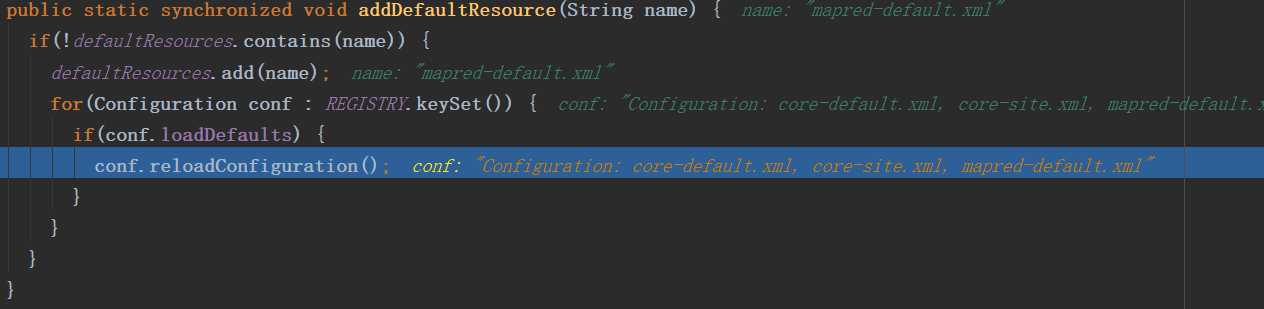 public static synchronized void addDefaultResource(String name) { name: "mapred-default.xml"
if(!defaultResources.contains(name)) {
defaultResources.add(name); name: "mapred-default.xml"
for(Configuration conf : REGISTRY.keySet()) { conf: "Configuration: core-default.xml, core-site.xml, mapred-default.x
if(conf.loadDefaults) {
conf.reloadConfiguration(); conf: "Configuration: core-default.xml, core-site.xml, mapred-default.xml"
}
}
}
}